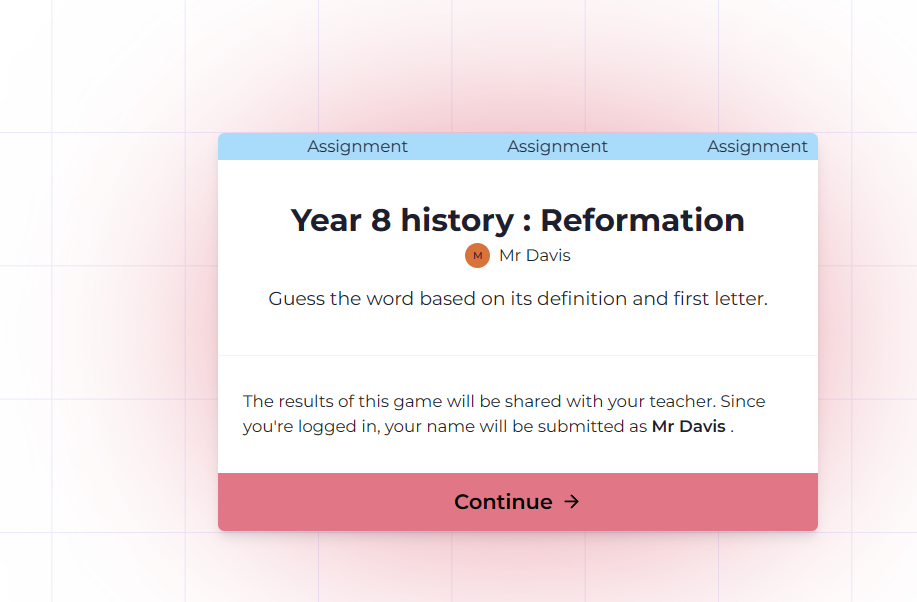 Assignment Assignment Assignment
Year 8 history : Reformation
M Mr Davis
Guess the word based on its definition and first letter.
The results of this game will be shared with your teacher. Since
you're logged in, your name will be submitted as Mr Davis .
Continue →